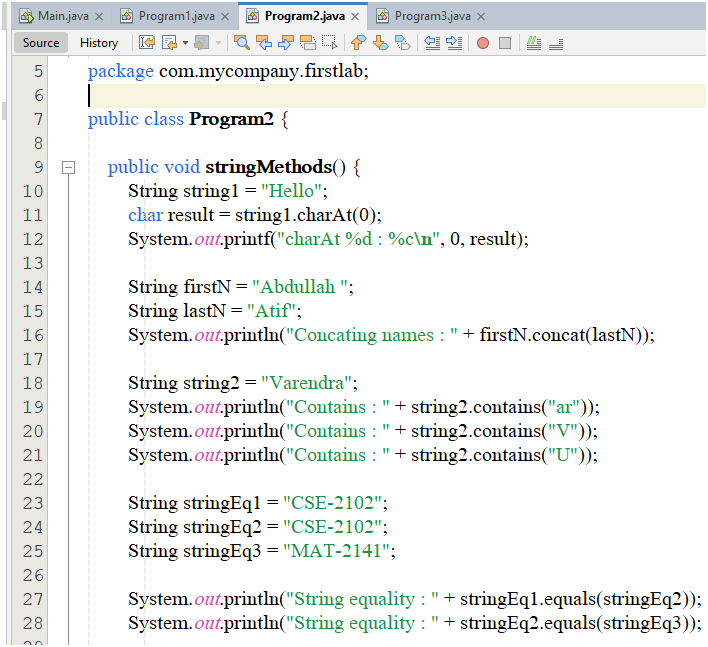 Main.java × Program1.java × Program2.java × Program3.java ×
Source History
5 package com.mycompany.firstlab;
6
7 public class Program2 {
8
9 public void stringMethods() {
10 String string1 = "Hello";
11 char result = string1.charAt(0);
12 System.out.printf("charAt %d : %c\n", 0, result);
13
14 String firstN = "Abdullah ";
15 String lastN = "Atif";
16 System.out.println("Concating names : " + firstN.concat(lastN));
17
18 String string2 = "Varendra";
19 System.out.println("Contains : " + string2.contains("ar"));
20 System.out.println("Contains : " + string2.contains("V"));
21 System.out.println("Contains : " + string2.contains("U"));
22
23 String stringEq1 = "CSE-2102";
24 String stringEq2 = "CSE-2102";
25 String stringEq3 = "MAT-2141";
26
27 System.out.println("String equality : " + stringEq1.equals(stringEq2));
28 System.out.println("String equality : " + stringEq2.equals(stringEq3));